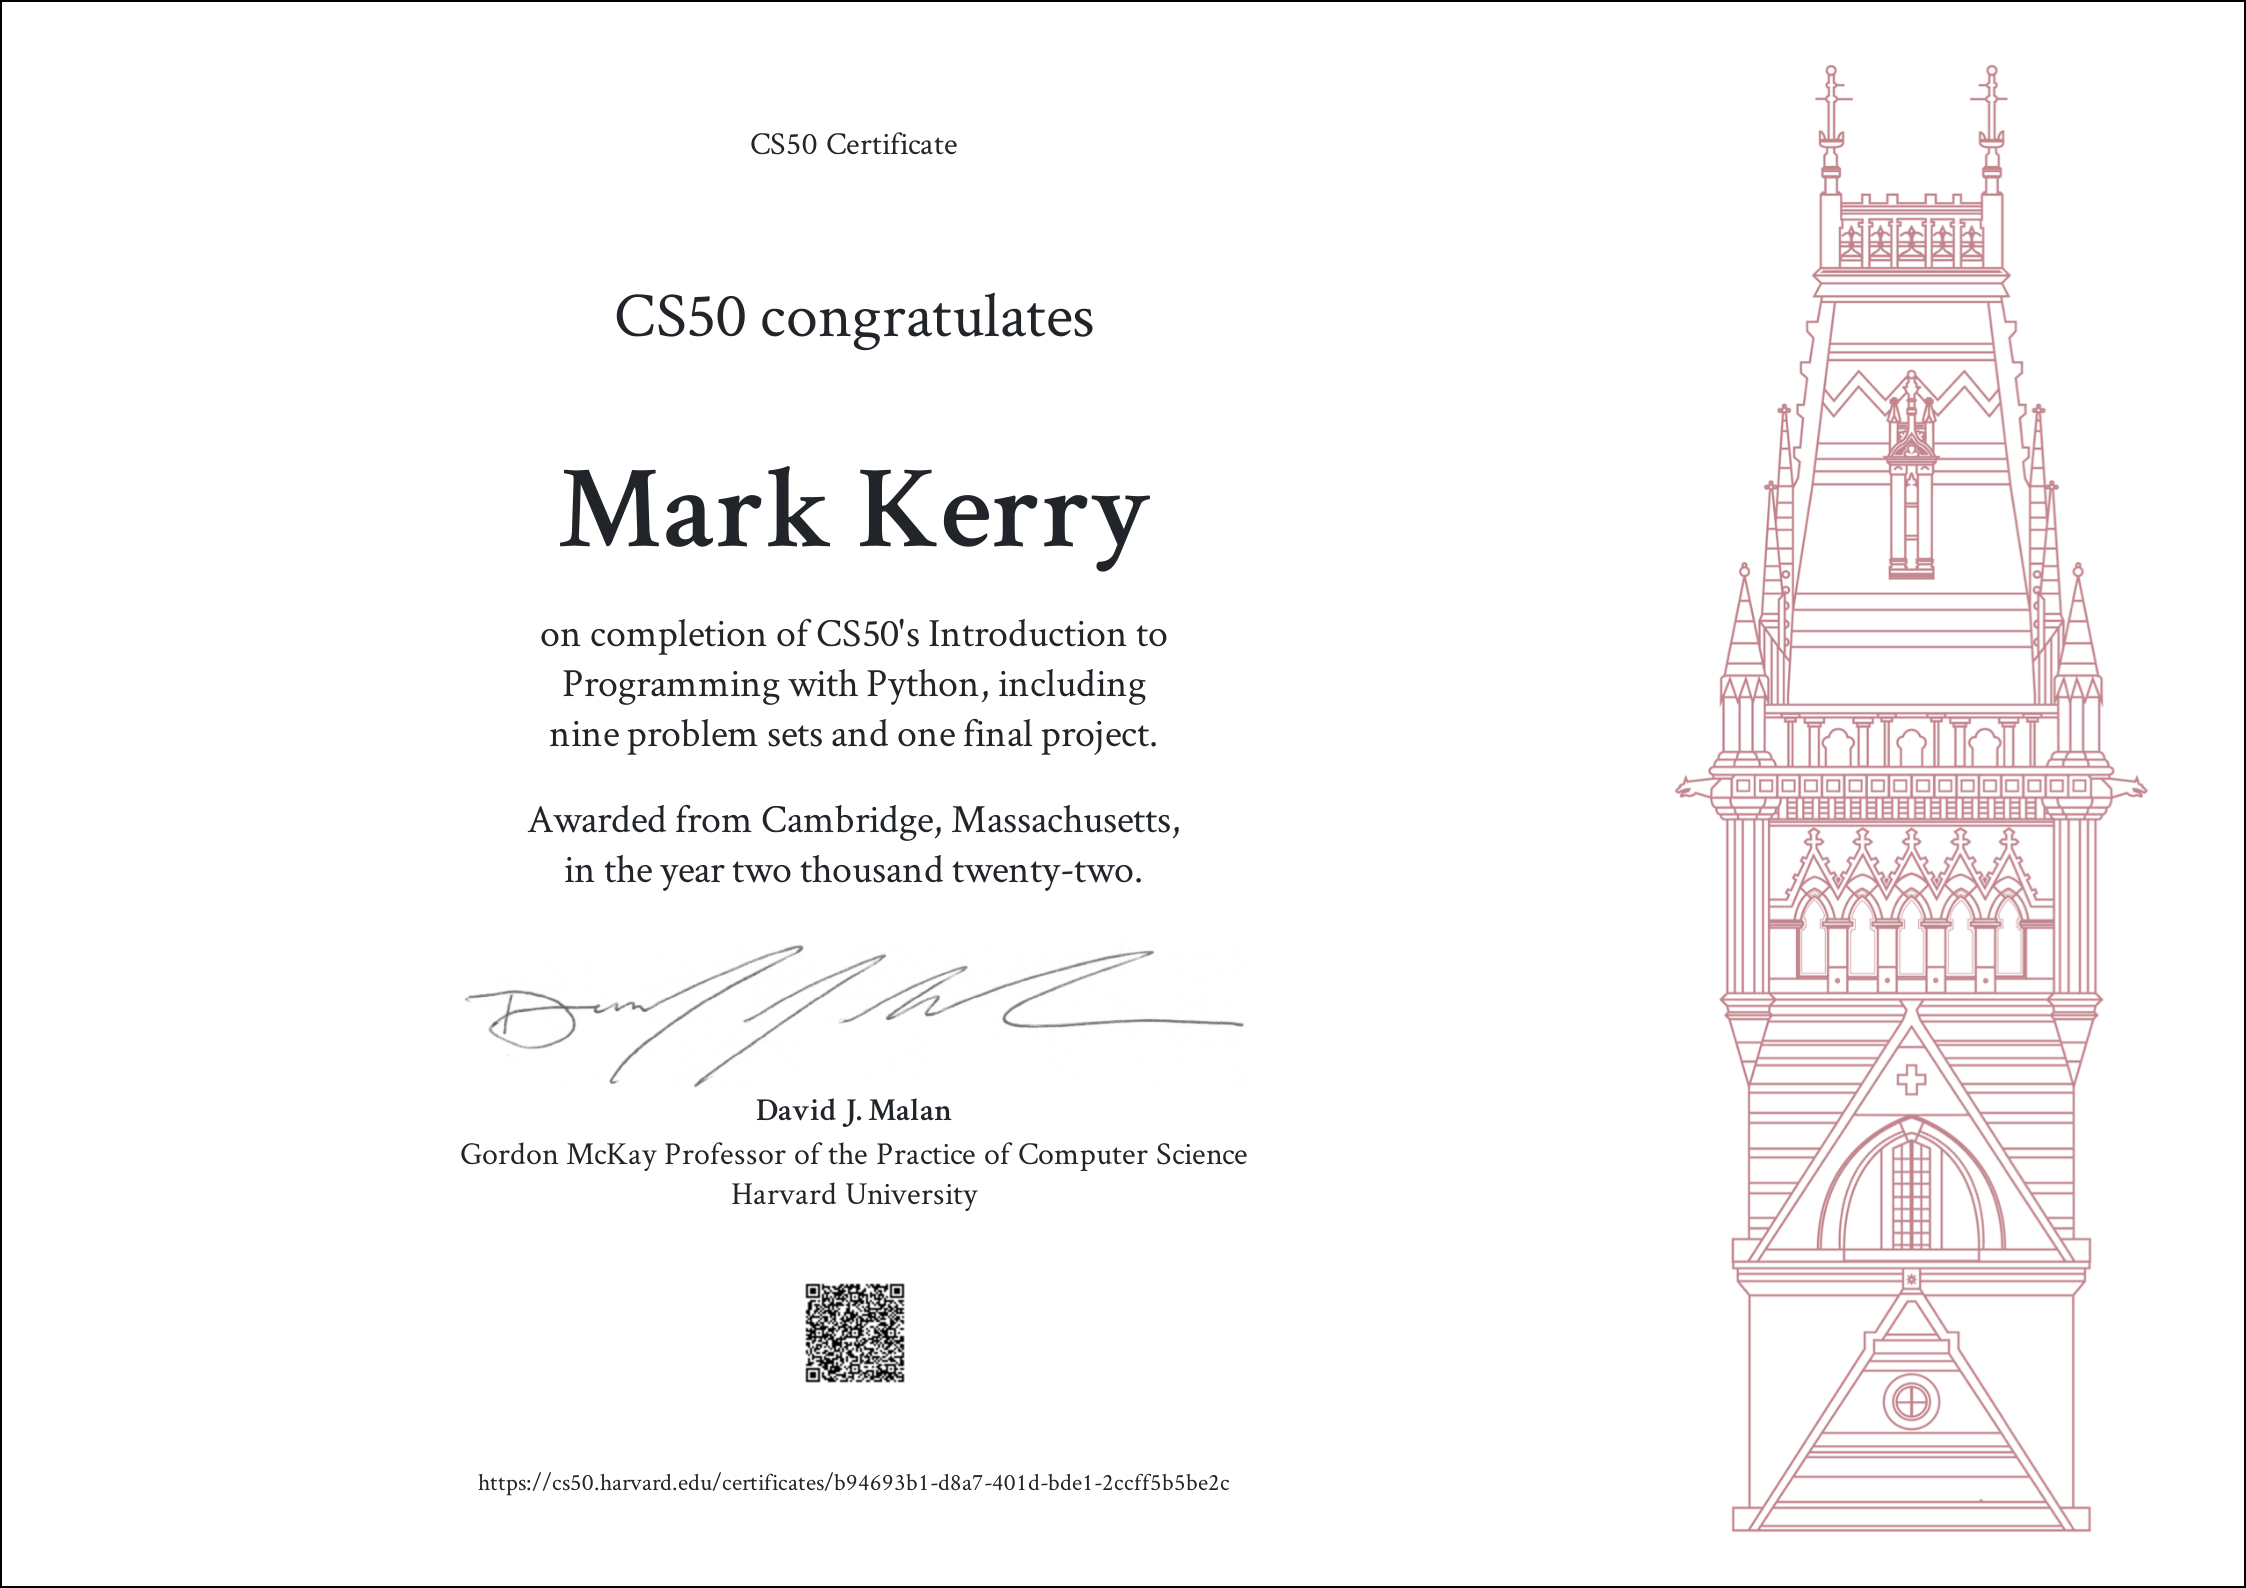 CS50 Certificate
CS50 congratulates
Mark Kerry
on completion of CS50's Introduction to
Programming with Python, including
nine problem sets and one final project.
Awarded from Cambridge, Massachusetts,
in the year two thousand twenty-two.
David J. Malan
Gordon McKay Professor of the Practice of Computer Science
Harvard University
https://cs50.harvard.edu/certificates/b94693b1-d8a7-401d-bde1-2ccff5b5be2c